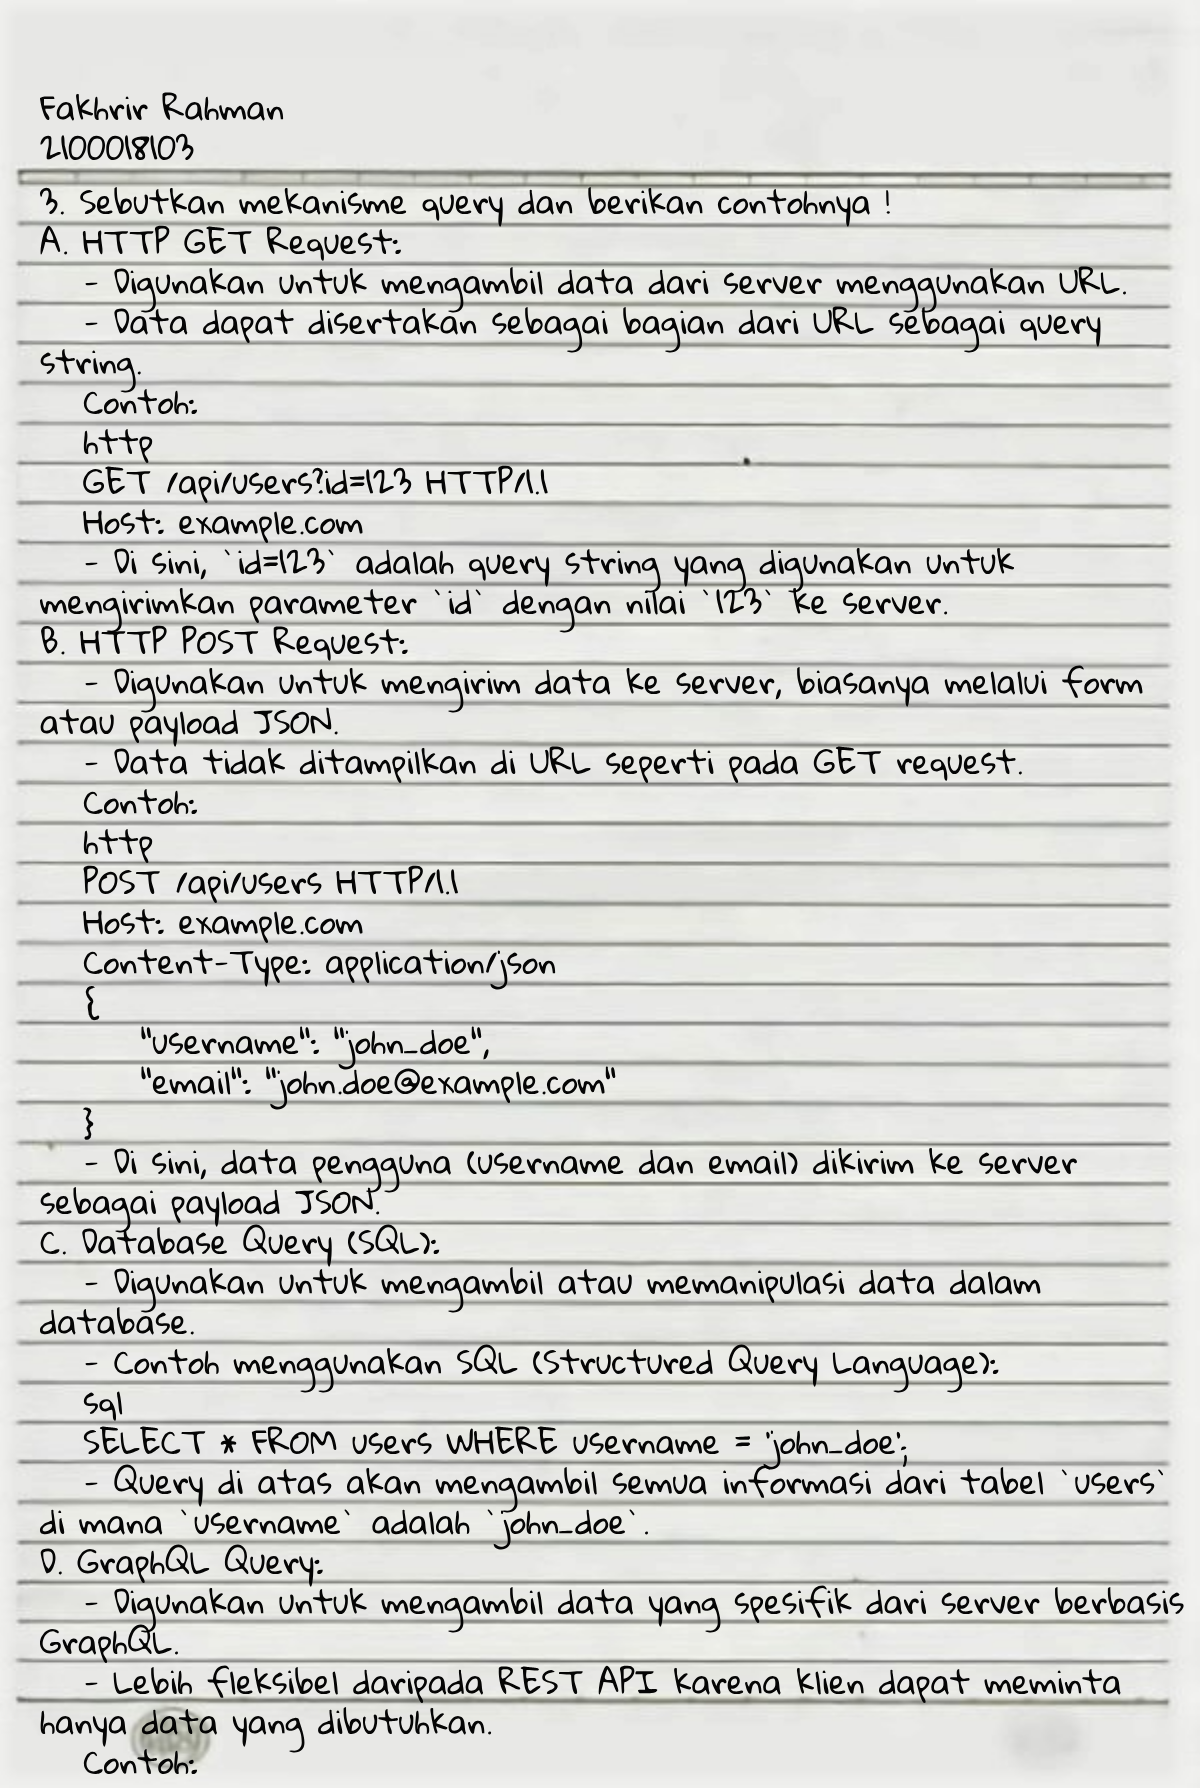 Fakhrir Rahman
2100018103
3. Sebutkan mekanisme query dan berikan contohnya !
A. HTTP GET Request:
- Digunakan untuk mengambil data dari server menggunakan URL.
- Data dapat disertakan sebagai bagian dari URL sebagai query
string.
Contoh:
http
GET /api/users?id=123 HTTP/1.1
Host: example.com
- Di sini, `id=123` adalah query string yang digunakan untuk
mengirimkan parameter `id` dengan nilai `123` ke server.
B. HTTP POST Request:
- Digunakan untuk mengirim data ke server, biasanya melalui form
atau payload JSON.
- Data tidak ditampilkan di URL seperti pada GET request.
Contoh:
http
POST /api/users HTTP/1.1
Host: example.com
Content-Type: application/json
{
"username": "john_doe",
"email": "john.doe@example.com"
}
- Di sini, data pengguna (username dan email) dikirim ke server
sebagai payload JSON.
C. Database Query (SQL):
- Digunakan untuk mengambil atau memanipulasi data dalam
database.
- Contoh menggunakan SQL (Structured Query Language):
sql
SELECT * FROM users WHERE username = 'john_doe';
- Query di atas akan mengambil semua informasi dari tabel `users`
di mana `username` adalah `john_doe`.
D. GraphQL Query:
- Digunakan untuk mengambil data yang spesifik dari server berbasis
GraphQL.
- Lebih fleksibel daripada REST API karena klien dapat meminta
hanya data yang dibutuhkan.
Contoh: